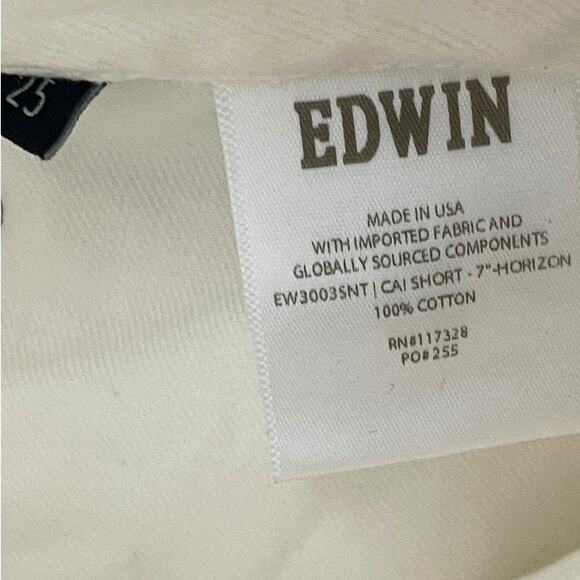 25
EDWIN
MADE IN USA
WITH IMPORTED FABRIC AND
GLOBALLY SOURCED COMPONENTS
EW3003SNT | CAI SHORT - 7"-HORIZON
100% COTTON
RN#117328
PO#255